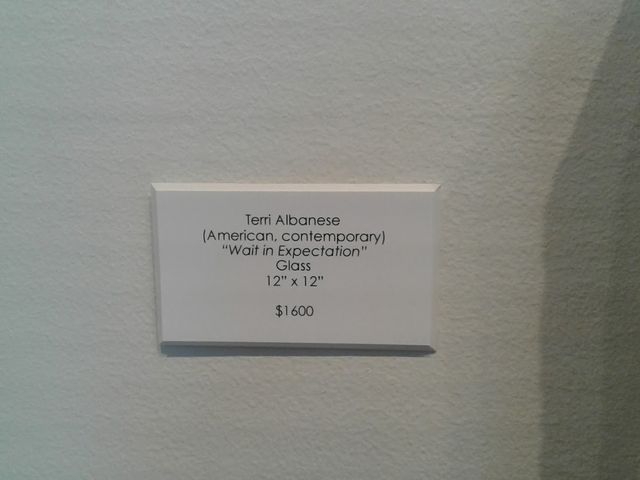 Terri Albanese
(American, contemporary)
“Wait in Expectation”
Glass
12” x 12”
$1600